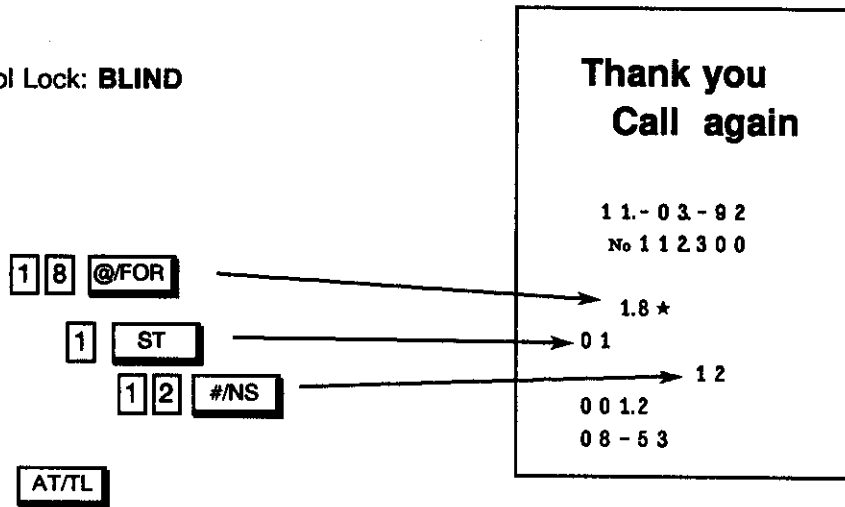 ol Lock: BLIND
Thank you
Call again
11.-03.-92
No 112300
1 8 @/FOR
1.8★
1 ST
01
1 2 #/NS
12
001.2
08-53
AT/TL